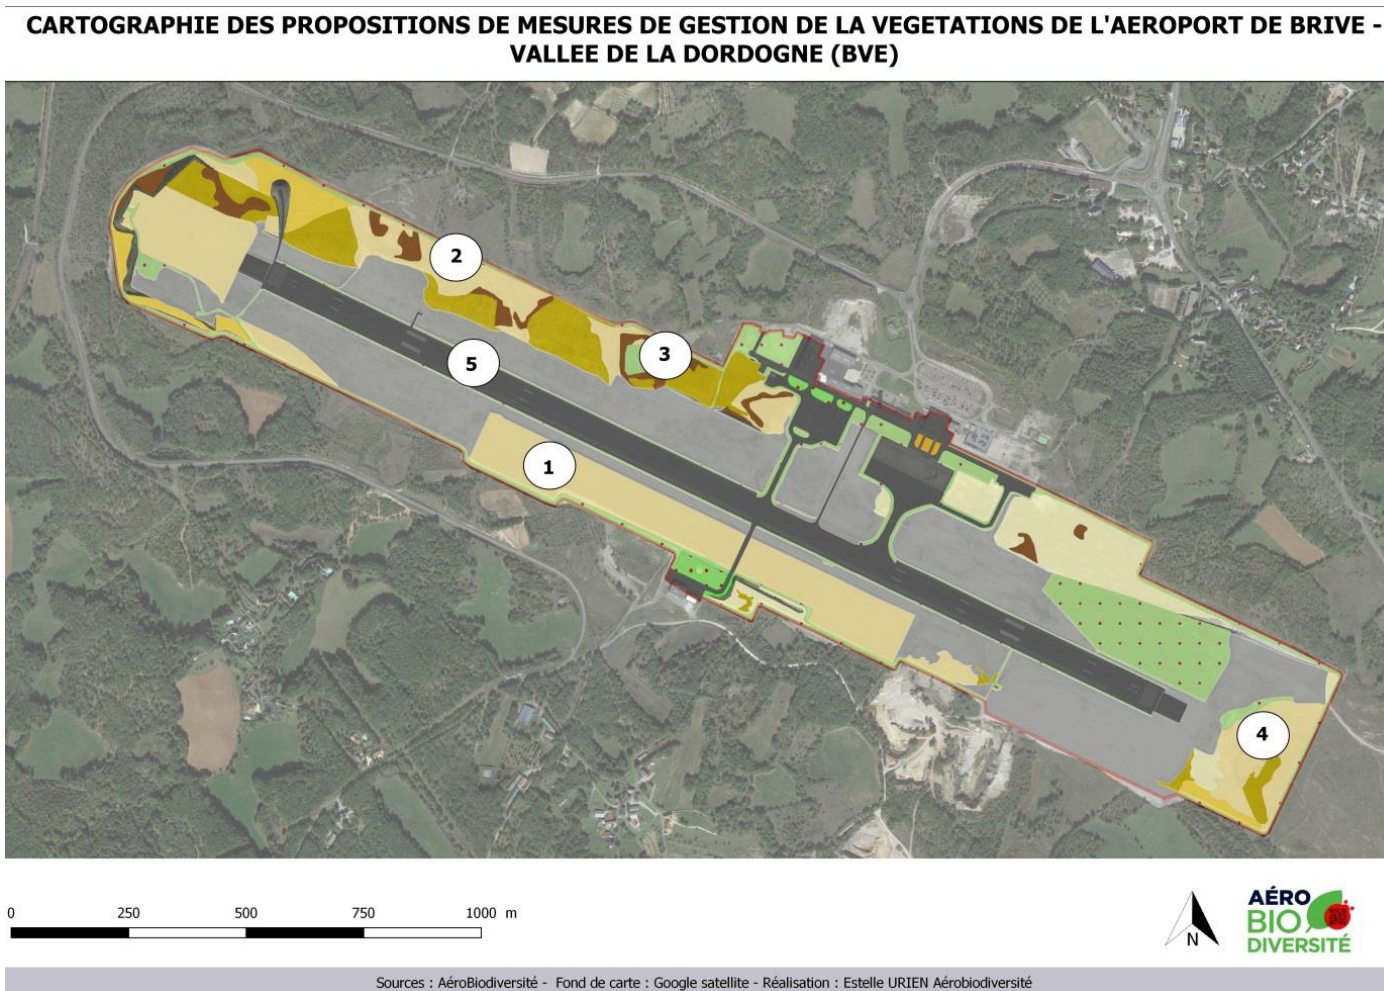 CARTOGRAPHIE DES PROPOSITIONS DE MESURES DE GESTION DE LA VEGETATIONS DE L'AEROPORT DE BRIVE -
VALLEE DE LA DORDOGNE (BVE)
2
3
5
1
4
0 250 500 750 1000 m
N
AÉRO
BIO
DIVERSITÉ
Sources : AéroBiodiversité - Fond de carte : Google satellite - Réalisation : Estelle URIEN Aérobiodiversité